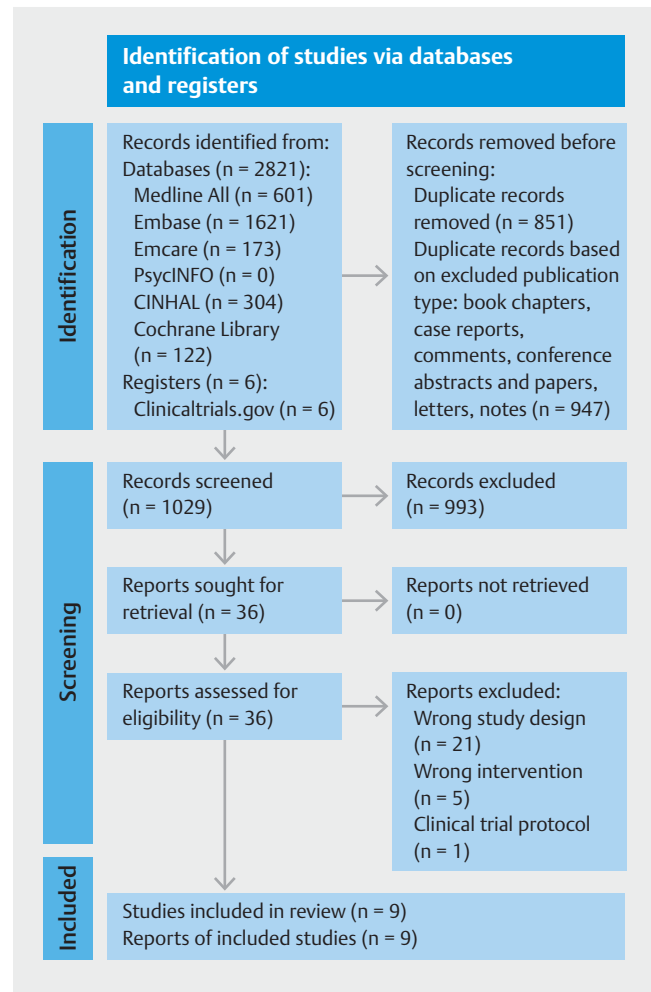 Identification of studies via databases
and registers
Identification
Records identified from:
Databases (n = 2821):
Medline All (n = 601)
Embase (n = 1621)
Emcare (n = 173)
PsycINFO (n = 0)
CINHAL (n = 304)
Cochrane Library
(n = 122)
Registers (n = 6):
Clinicaltrials.gov (n = 6)
Records removed before
screening:
Duplicate records
removed (n = 851)
Duplicate records based
on excluded publication
type: book chapters,
case reports,
comments, conference
abstracts and papers,
letters, notes (n = 947)
Screening
Records screened
(n = 1029)
Records excluded
(n = 993)
Reports sought for
retrieval (n = 36)
Reports not retrieved
(n = 0)
Reports assessed for
eligibility (n = 36)
Reports excluded:
Wrong study design
(n = 21)
Wrong intervention
(n = 5)
Clinical trial protocol
(n = 1)
Included
Studies included in review (n = 9)
Reports of included studies (n = 9)